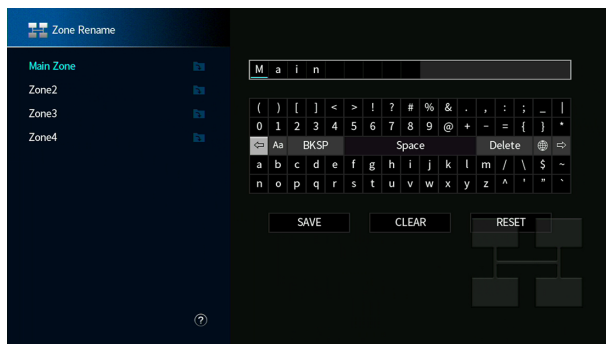 Zone Rename
Main Zone
Zone2
Zone3
Zone4
M a i n
( ) [ ] < > ! ? # % & . , : ; _ |
0 1 2 3 4 5 6 7 8 9 @ + - = { } *
⇦ Aa BKSP Space Delete 🌐 ⇨
a b c d e f g h i j k l m / \ $ ~
n o p q r s t u v w x y z ^ ' " `
SAVE CLEAR RESET
?